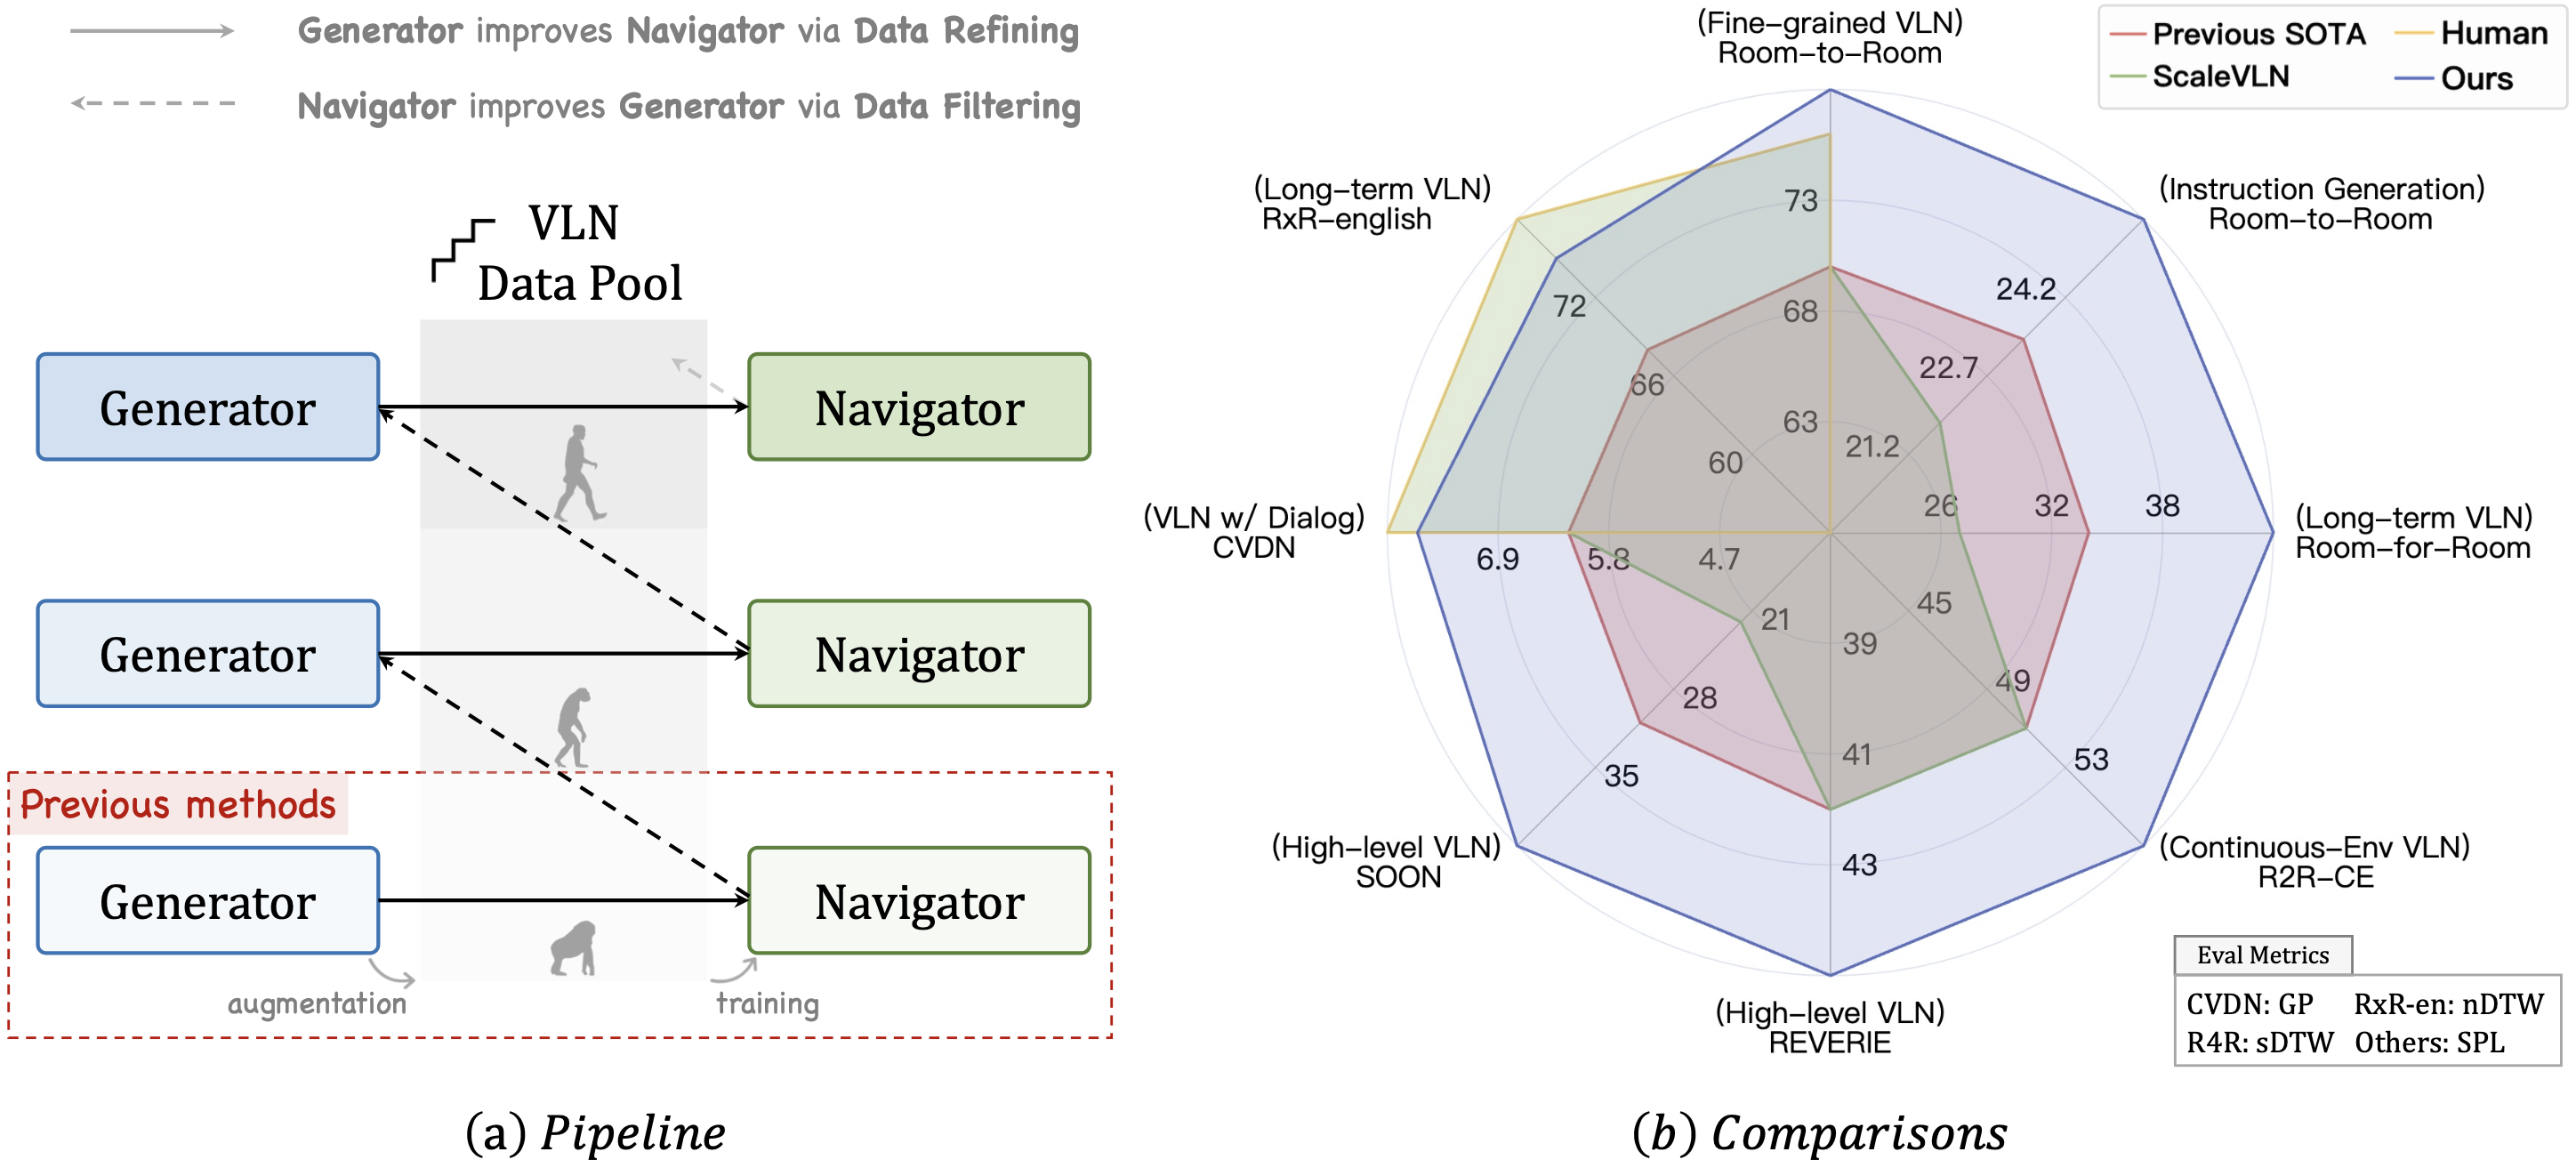 Generator improves Navigator via Data Refining
Navigator improves Generator via Data Filtering
VLN
Data Pool
Generator
Navigator
Generator
Navigator
Previous methods
Generator
Navigator
augmentation
training
(a) Pipeline
Previous SOTA
Human
ScaleVLN
Ours
(Fine-grained VLN)
Room-to-Room
(Instruction Generation)
Room-to-Room
(Long-term VLN)
Room-for-Room
(Continuous-Env VLN)
R2R-CE
(High-level VLN)
REVERIE
(High-level VLN)
SOON
(VLN w/ Dialog)
CVDN
(Long-term VLN)
RxR-english
73
68
63
24.2
22.7
21.2
26
32
38
45
49
53
39
41
43
21
28
35
4.7
5.8
6.9
60
66
72
Eval Metrics
CVDN: GP RxR-en: nDTW
R4R: sDTW Others: SPL
(b) Comparisons